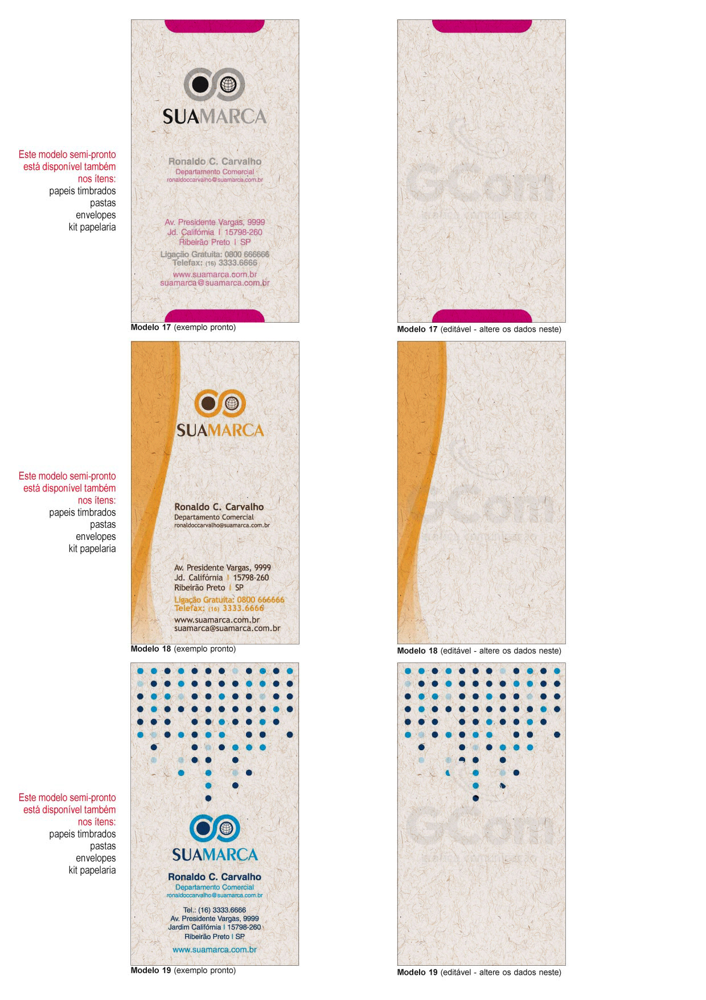 SUAMARCA
Ronaldo C. Carvalho
Departamento Comercial
ronaldoccarvalho@suamarca.com.br
Av. Presidente Vargas, 9999
Jd. Califórnia | 15798-260
Ribeirão Preto | SP
Ligação Gratuita: 0800 666666
Telefax: (16) 3333.6666
www.suamarca.com.br
suamarca@suamarca.com.br
Este modelo semi-pronto
está disponível também
nos ítens:
papeis timbrados
pastas
envelopes
kit papelaria
GCom
Modelo 17 (exemplo pronto)
Modelo 17 (editável - altere os dados neste)
SUAMARCA
Ronaldo C. Carvalho
Departamento Comercial
ronaldoccarvalho@suamarca.com.br
Av. Presidente Vargas, 9999
Jd. Califórnia | 15798-260
Ribeirão Preto | SP
Ligação Gratuita: 0800 666666
Telefax: (16) 3333.6666
www.suamarca.com.br
suamarca@suamarca.com.br
Este modelo semi-pronto
está disponível também
nos ítens:
papeis timbrados
pastas
envelopes
kit papelaria
GCom
Modelo 18 (exemplo pronto)
Modelo 18 (editável - altere os dados neste)
SUAMARCA
Ronaldo C. Carvalho
Departamento Comercial
ronaldoccarvalho@suamarca.com.br
Tel.: (16) 3333.6666
Av. Presidente Vargas, 9999
Jardim Califórnia | 15798-260
Ribeirão Preto | SP
www.suamarca.com.br
Este modelo semi-pronto
está disponível também
nos ítens:
papeis timbrados
pastas
envelopes
kit papelaria
GCom
Modelo 19 (exemplo pronto)
Modelo 19 (editável - altere os dados neste)